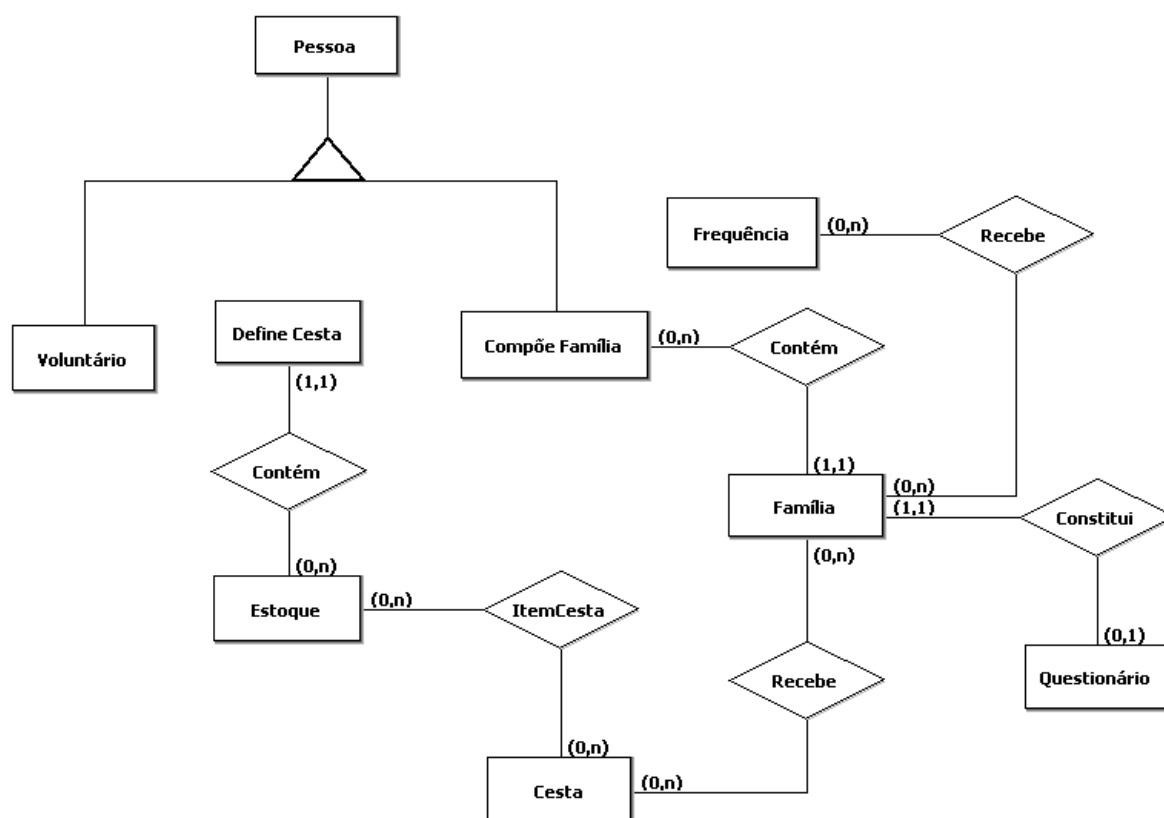 Pessoa
Frequência
(0,n)
Recebe
Voluntário
Define Cesta
Compõe Família
(0,n)
Contém
(1,1)
Contém
(1,1)
Família
(0,n)
(1,1)
Constitui
(0,n)
(0,n)
Estoque
(0,n)
ItemCesta
(0,1)
Questionário
Recebe
(0,n)
Cesta
(0,n)